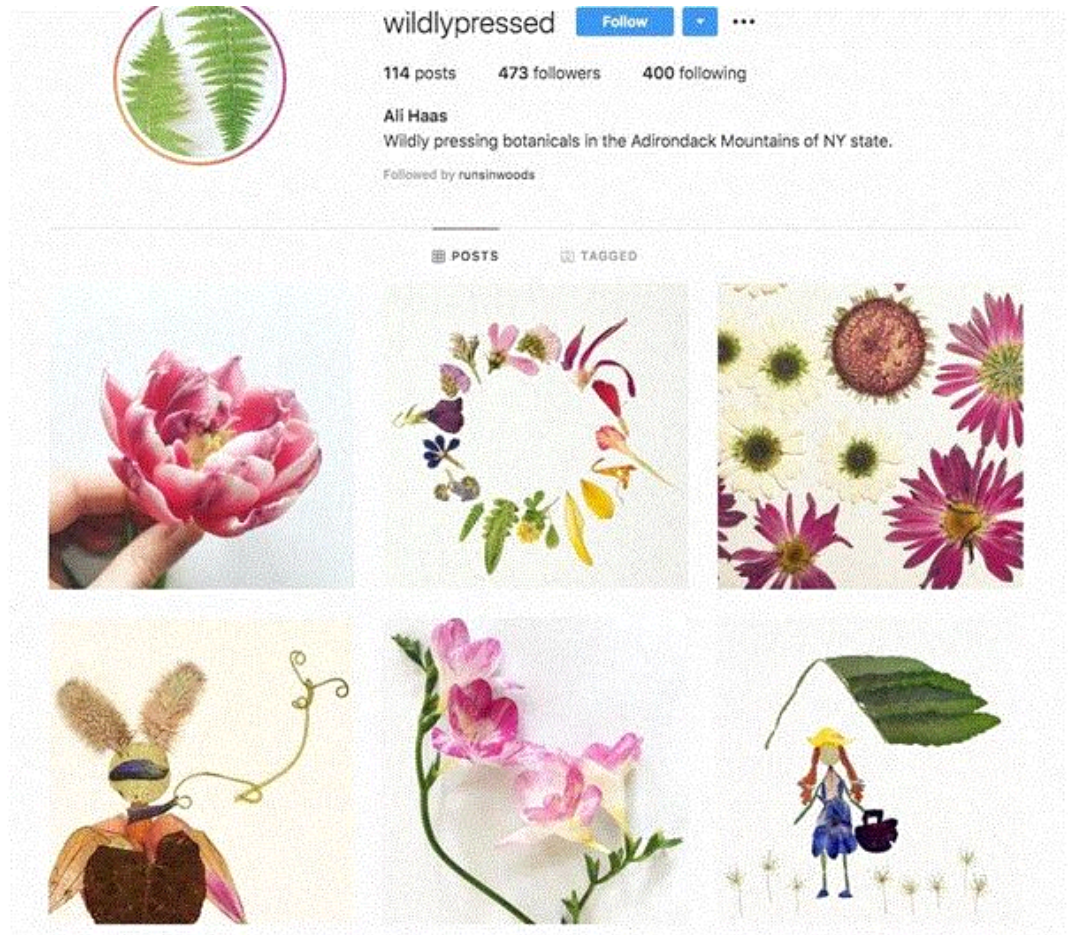 wildlypressed Follow
114 posts 473 followers 400 following
Ali Haas
Wildly pressing botanicals in the Adirondack Mountains of NY state.
Followed by runsinwoods
POSTS TAGGED